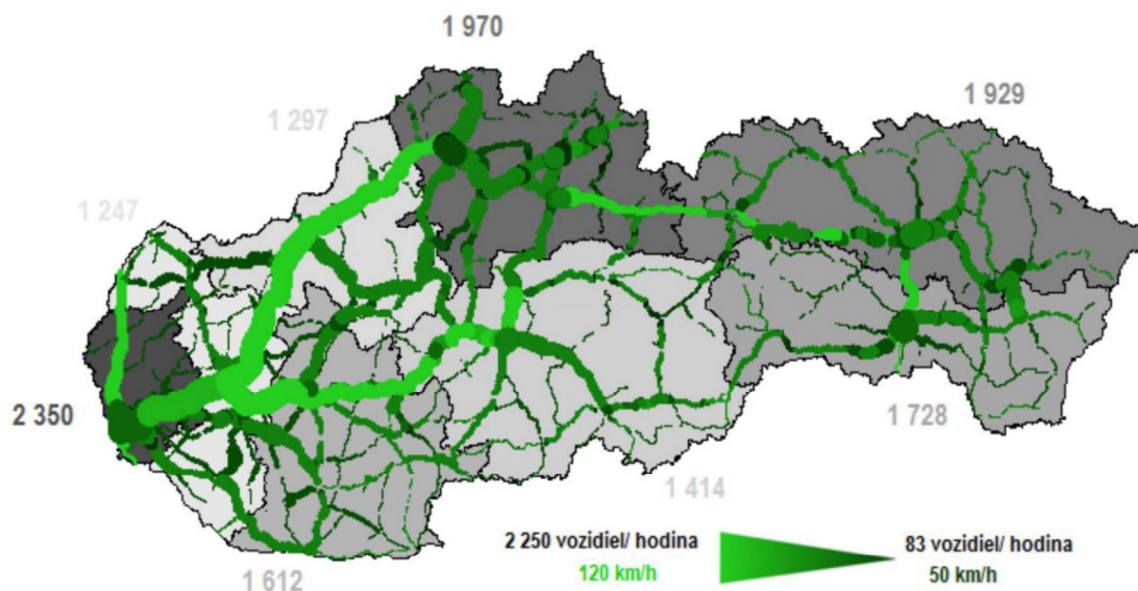 1 970
1 929
1 297
1 247
2 350
1 728
1 414
2 250 vozidiel/ hodina
83 vozidiel/ hodina
120 km/h
50 km/h
1 612